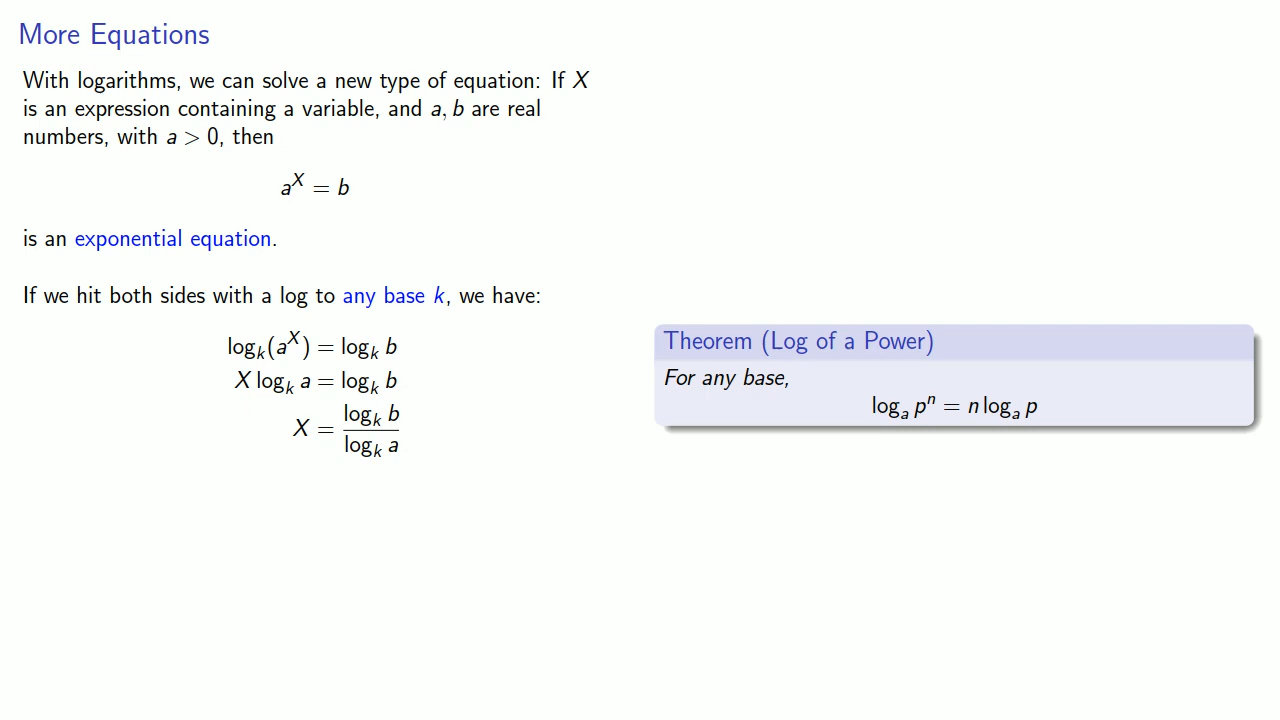 More Equations
With logarithms, we can solve a new type of equation: If X
is an expression containing a variable, and a, b are real
numbers, with a > 0, then
a^X = b
is an exponential equation.
If we hit both sides with a log to any base k, we have:
log_k(a^X) = log_k b
X log_k a = log_k b
X = \frac{log_k b}{log_k a}
Theorem (Log of a Power)
For any base,
log_a p^n = n log_a p